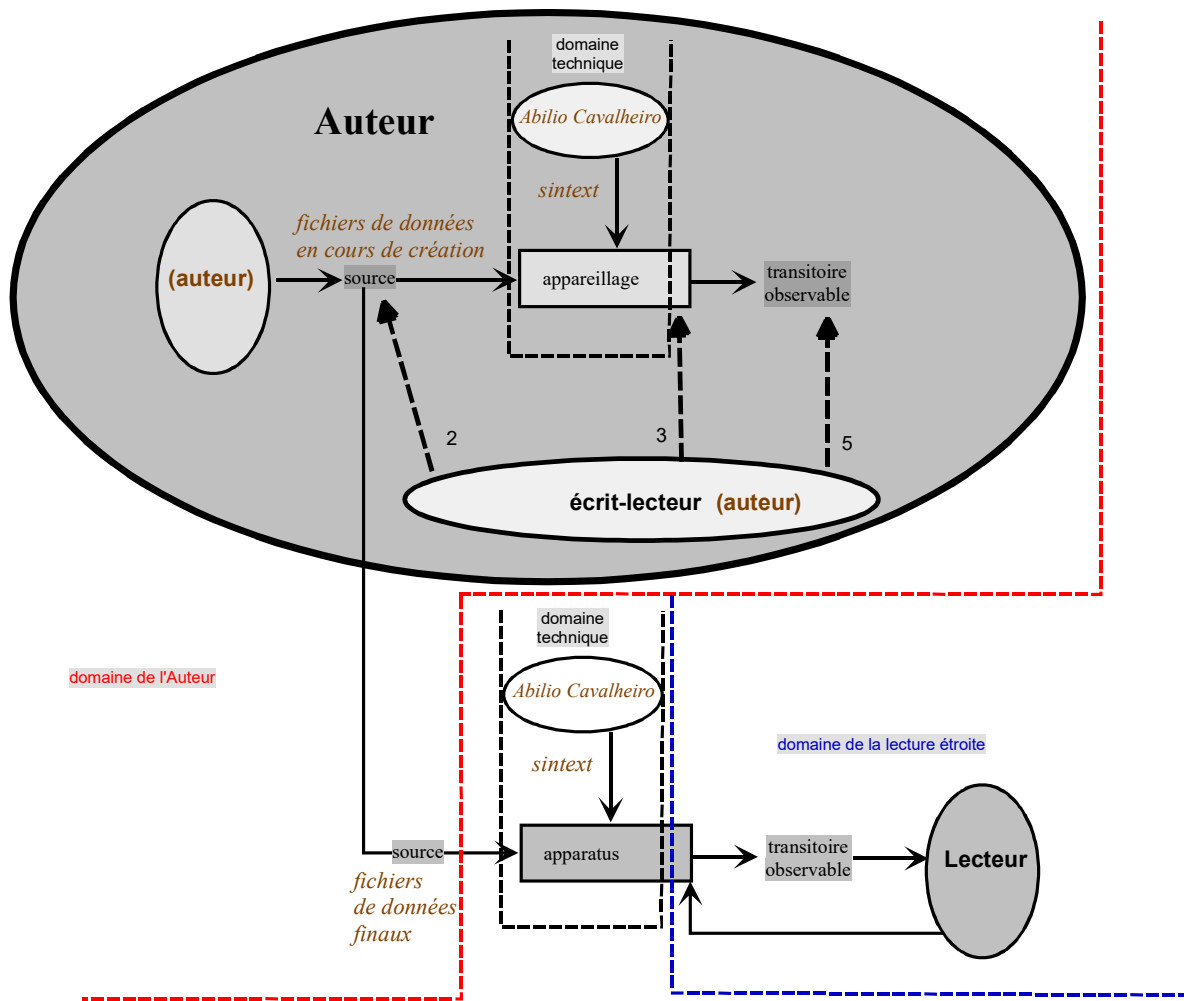 domaine
technique
Abilio Cavalheiro
Auteur
sintext
fichiers de données
en cours de création
(auteur)
source
appareillage
transitoire
observable
2
3
5
écrit-lecteur (auteur)
domaine
technique
domaine de l'Auteur
Abilio Cavalheiro
domaine de la lecture étroite
sintext
source
apparatus
transitoire
observable
Lecteur
fichiers
de données
finaux